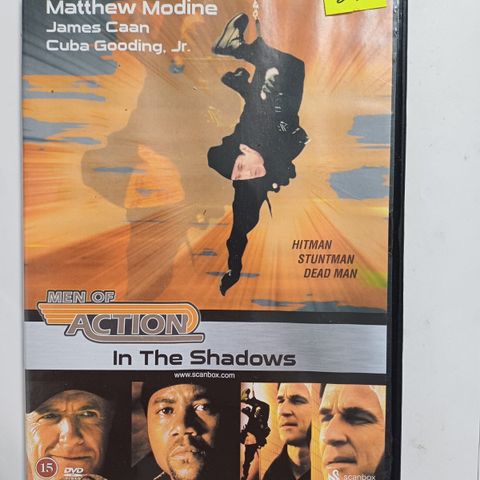 Matthew Modine
James Caan
Cuba Gooding, Jr.
HITMAN
STUNTMAN
DEAD MAN
MEN OF
ACTION
In The Shadows
www.scanbox.com
15
DVD
VIDEO
scanbox